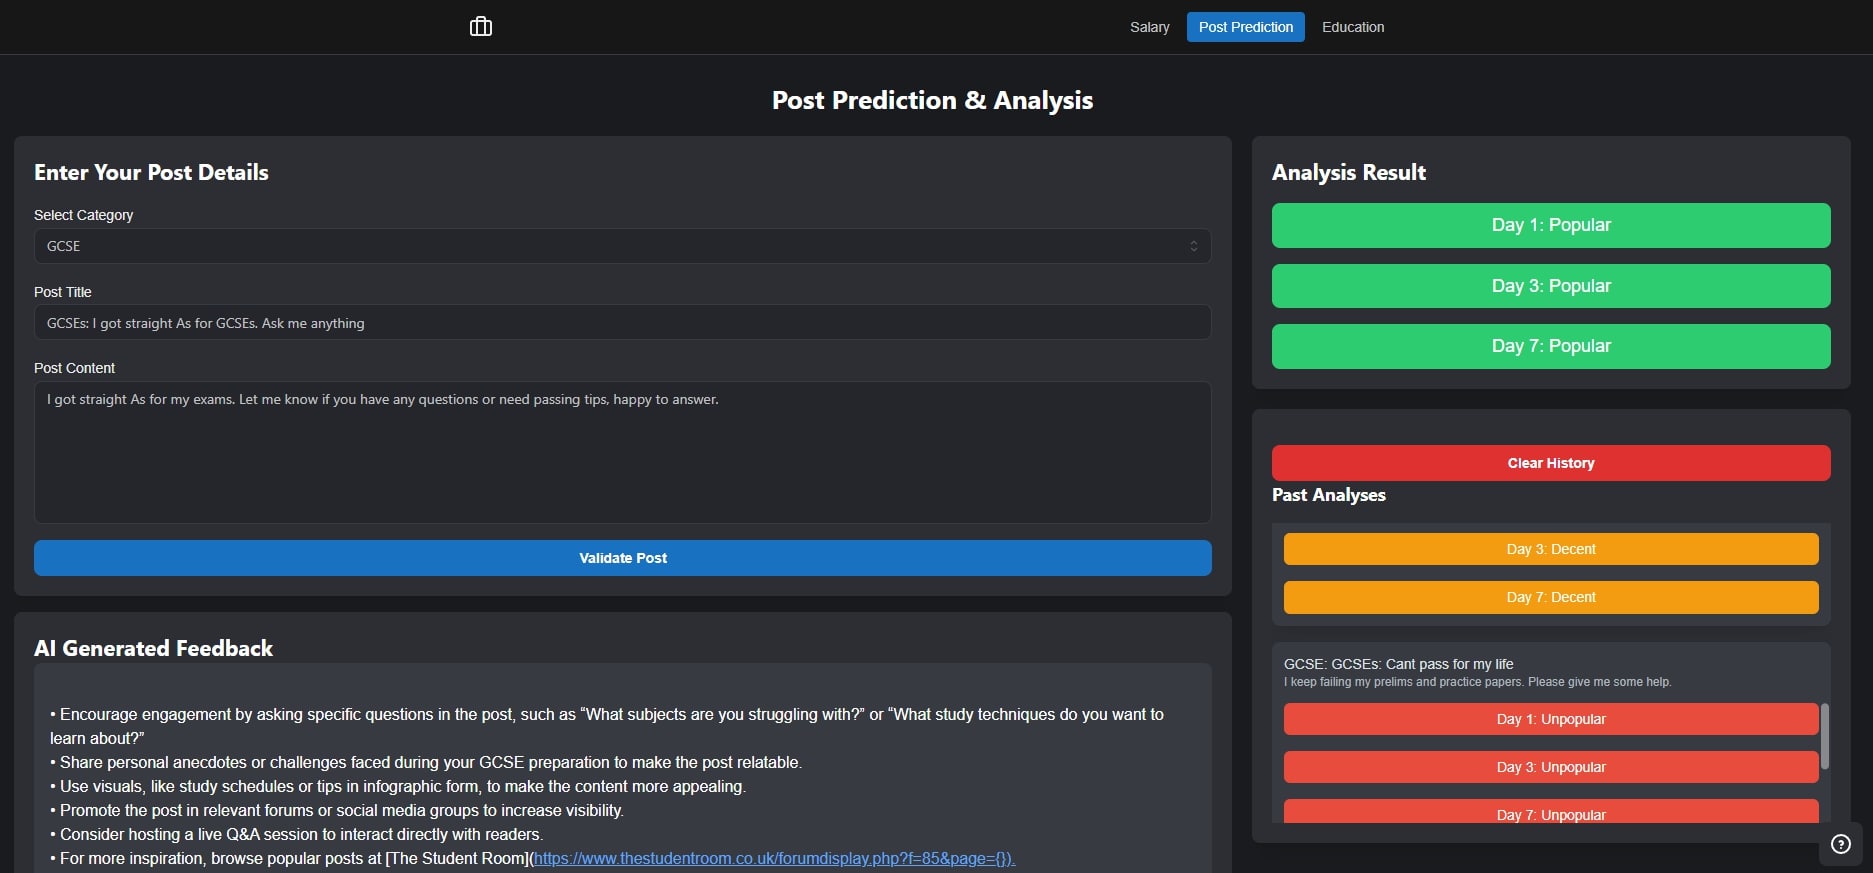 Salary
Post Prediction
Education
Post Prediction & Analysis
Enter Your Post Details
Select Category
GCSE
Post Title
GCSEs: I got straight As for GCSEs. Ask me anything
Post Content
I got straight As for my exams. Let me know if you have any questions or need passing tips, happy to answer.
Validate Post
AI Generated Feedback
• Encourage engagement by asking specific questions in the post, such as “What subjects are you struggling with?” or “What study techniques do you want to
learn about?”
• Share personal anecdotes or challenges faced during your GCSE preparation to make the post relatable.
• Use visuals, like study schedules or tips in infographic form, to make the content more appealing.
• Promote the post in relevant forums or social media groups to increase visibility.
• Consider hosting a live Q&A session to interact directly with readers.
• For more inspiration, browse popular posts at [The Student Room](https://www.thestudentroom.co.uk/forumdisplay.php?f=85&page={}).
Analysis Result
Day 1: Popular
Day 3: Popular
Day 7: Popular
Clear History
Past Analyses
Day 3: Decent
Day 7: Decent
GCSE: GCSEs: Cant pass for my life
I keep failing my prelims and practice papers. Please give me some help.
Day 1: Unpopular
Day 3: Unpopular
Day 7: Unpopular